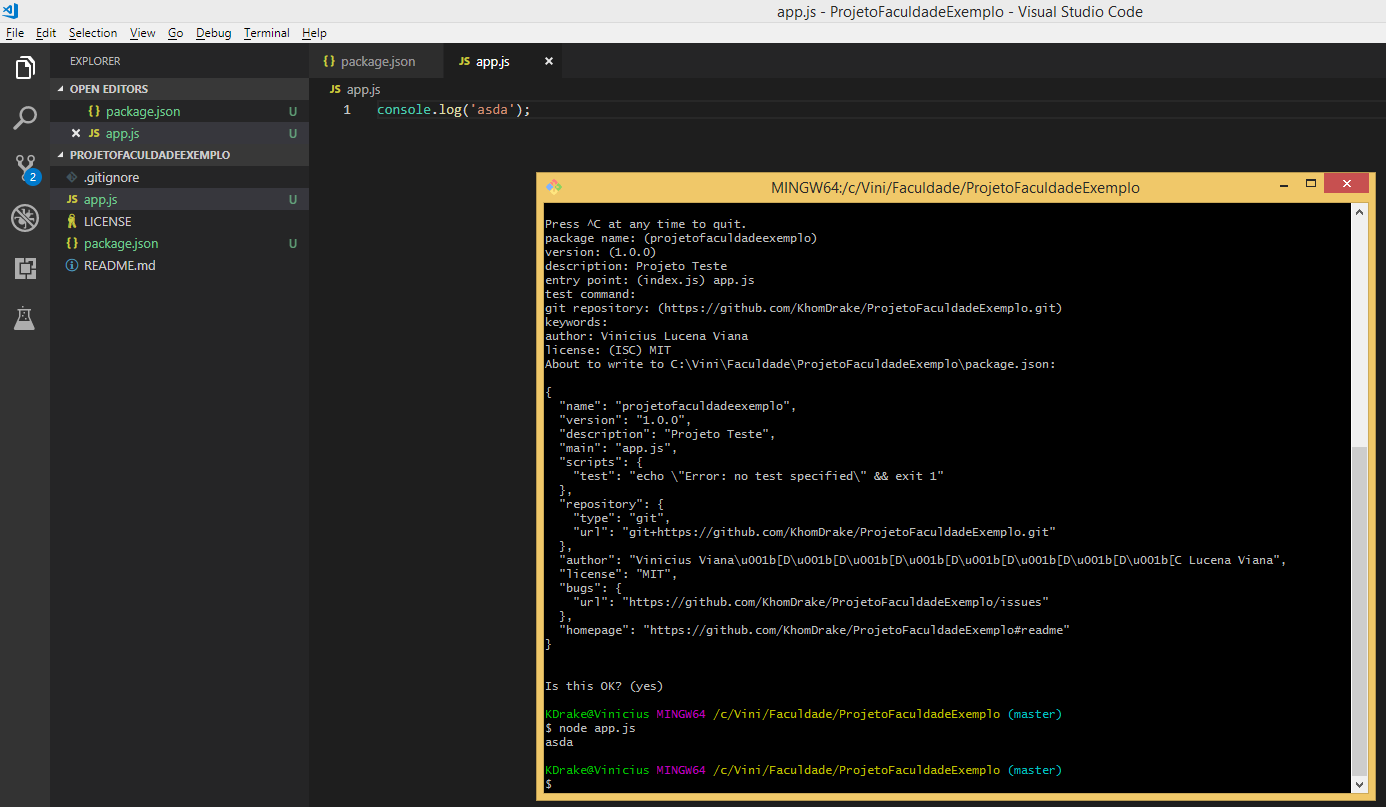 app.js - ProjetoFaculdadeExemplo - Visual Studio Code
File Edit Selection View Go Debug Terminal Help
EXPLORER
OPEN EDITORS
{} package.json U
JS app.js U
PROJETOFACULDADEEXEMPLO
.gitignore
JS app.js U
LICENSE
{} package.json U
README.md
2
{} package.json JS app.js
JS app.js
1 console.log('asda');
MINGW64:/c/Vini/Faculdade/ProjetoFaculdadeExemplo
Press ^C at any time to quit.
package name: (projetofaculdadeexemplo)
version: (1.0.0)
description: Projeto Teste
entry point: (index.js) app.js
test command:
git repository: (https://github.com/KhomDrake/ProjetoFaculdadeExemplo.git)
keywords:
author: Vinicius Lucena Viana
license: (ISC) MIT
About to write to C:\Vini\Faculdade\ProjetoFaculdadeExemplo\package.json:
{
"name": "projetofaculdadeexemplo",
"version": "1.0.0",
"description": "Projeto Teste",
"main": "app.js",
"scripts": {
"test": "echo \"Error: no test specified\" && exit 1"
},
"repository": {
"type": "git",
"url": "git+https://github.com/KhomDrake/ProjetoFaculdadeExemplo.git"
},
"author": "Vinicius Viana\u001b[D\u001b[D\u001b[D\u001b[D\u001b[D\u001b[D\u001b[C Lucena Viana",
"license": "MIT",
"bugs": {
"url": "https://github.com/KhomDrake/ProjetoFaculdadeExemplo/issues"
},
"homepage": "https://github.com/KhomDrake/ProjetoFaculdadeExemplo#readme"
}
Is this OK? (yes)
KDrake@Vinicius MINGW64 /c/Vini/Faculdade/ProjetoFaculdadeExemplo (master)
$ node app.js
asda
KDrake@Vinicius MINGW64 /c/Vini/Faculdade/ProjetoFaculdadeExemplo (master)
$